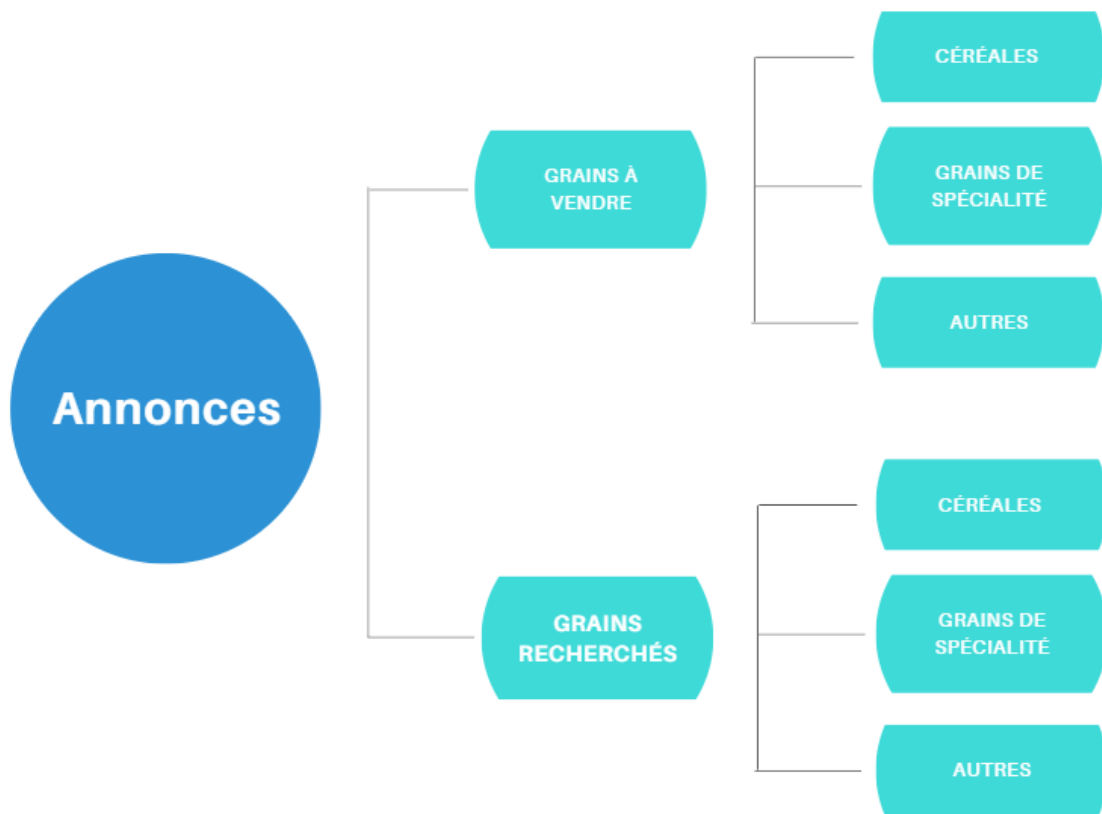 Annonces
GRAINS À
VENDRE
CÉRÉALES
GRAINS DE
SPÉCIALITÉ
AUTRES
GRAINS
RECHERCHÉS
CÉRÉALES
GRAINS DE
SPÉCIALITÉ
AUTRES